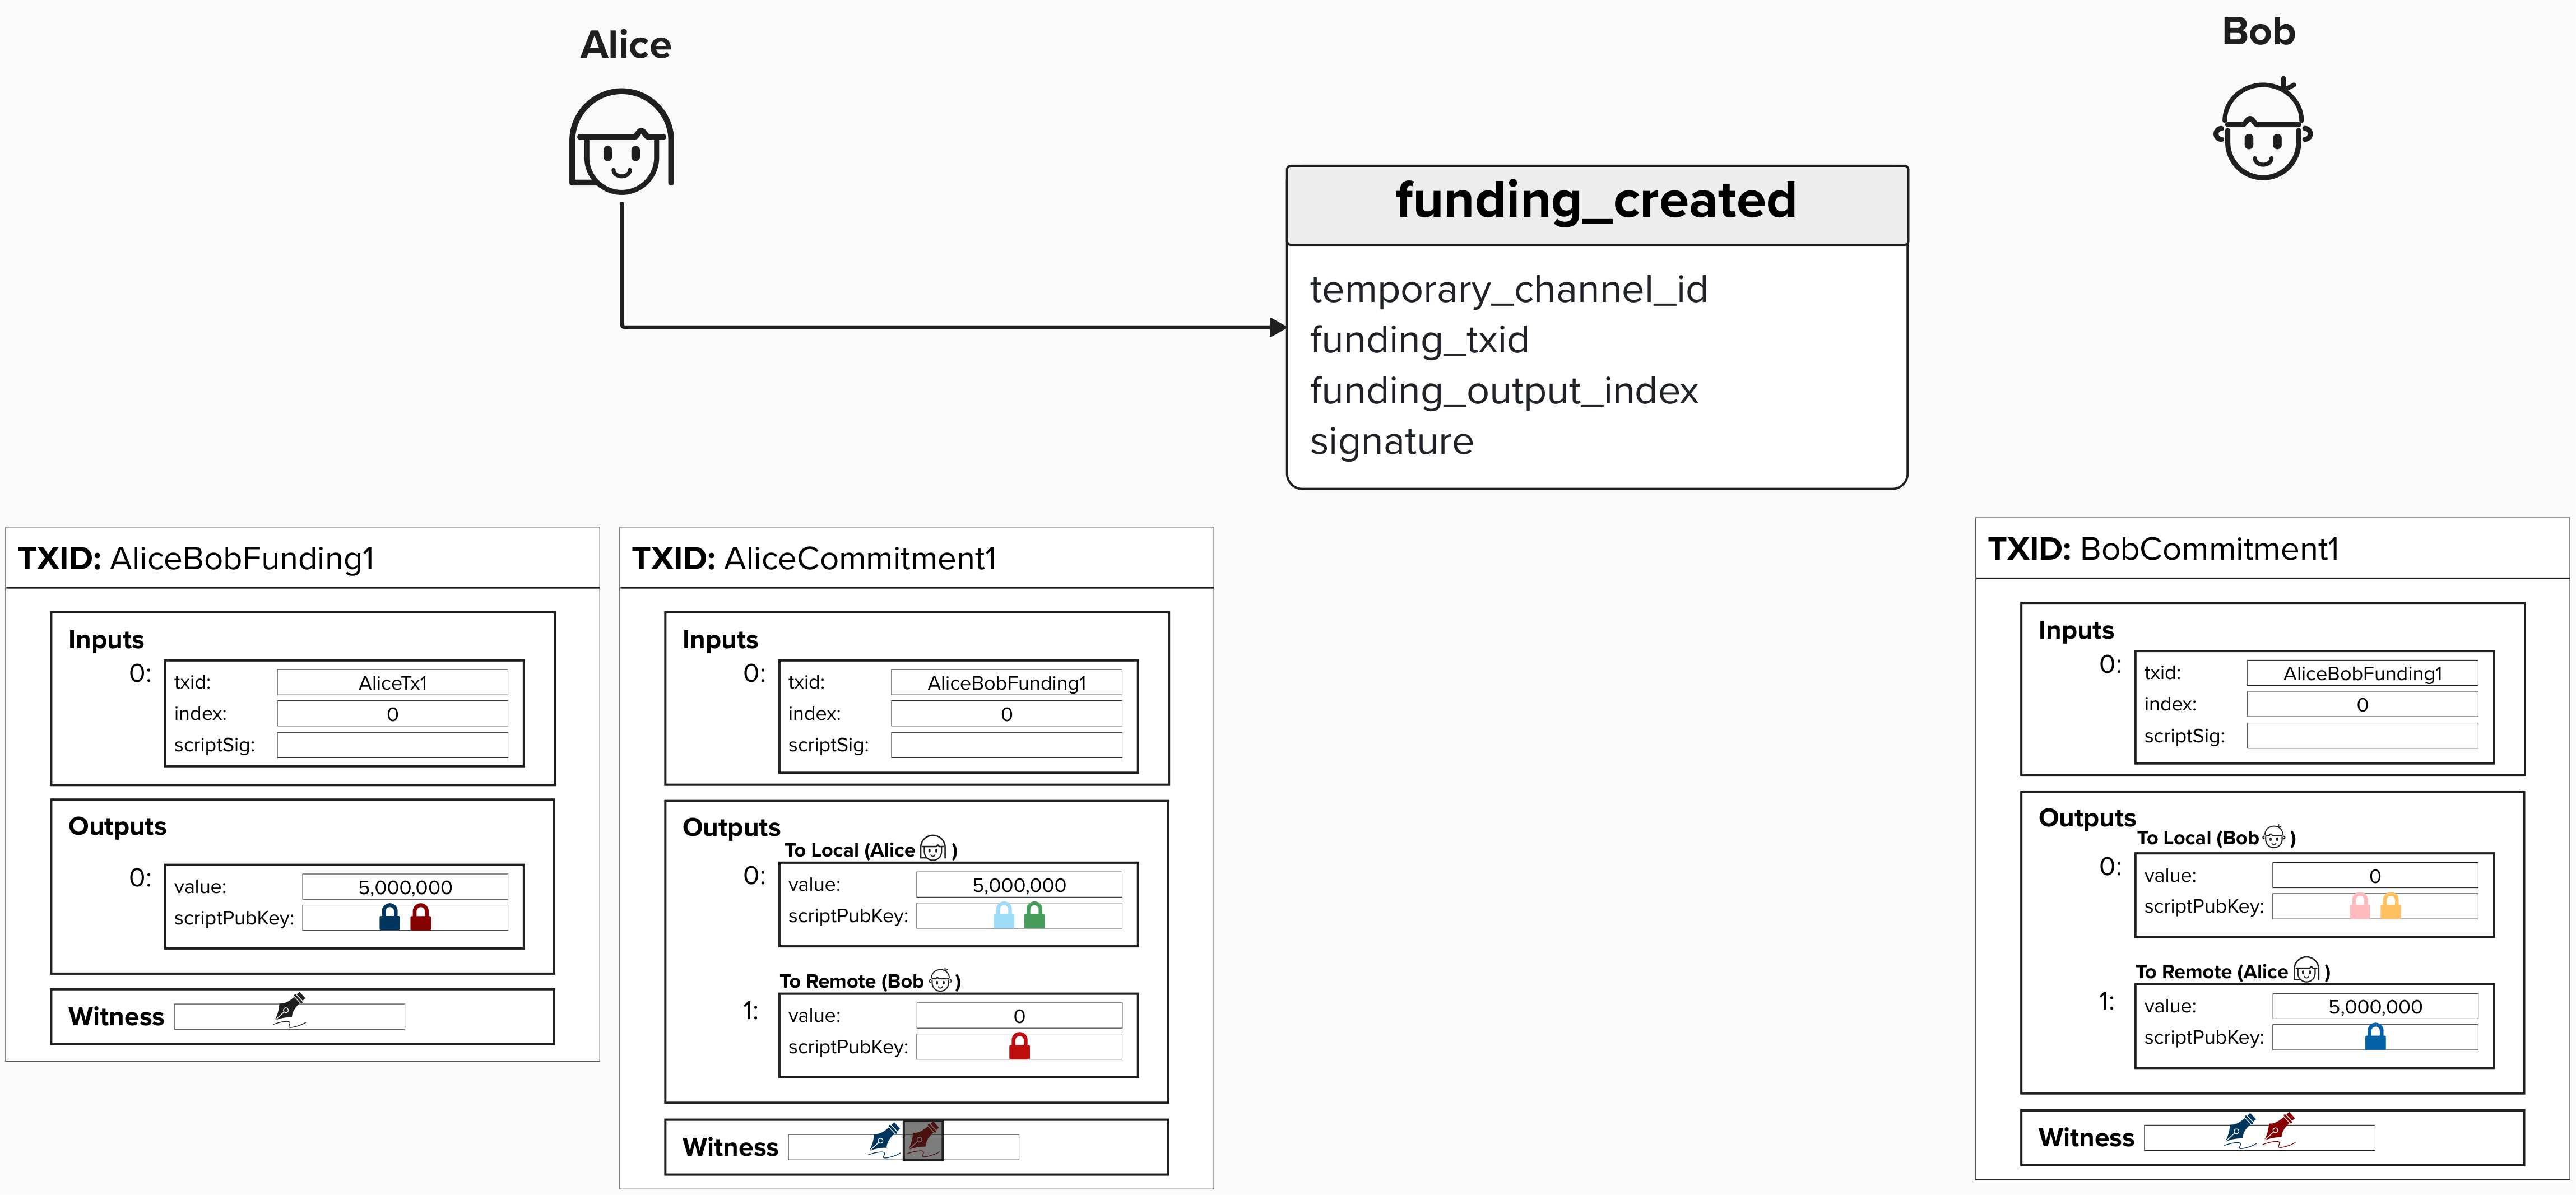 Alice
Bob
funding_created
temporary_channel_id
funding_txid
funding_output_index
signature
TXID: AliceBobFunding1
Inputs
0:
txid: AliceTx1
index: 0
scriptSig:
Outputs
0:
value: 5,000,000
scriptPubKey:
Witness
TXID: AliceCommitment1
Inputs
0:
txid: AliceBobFunding1
index: 0
scriptSig:
Outputs
To Local (Alice )
0:
value: 5,000,000
scriptPubKey:
To Remote (Bob )
1:
value: 0
scriptPubKey:
Witness
TXID: BobCommitment1
Inputs
0:
txid: AliceBobFunding1
index: 0
scriptSig:
Outputs
To Local (Bob )
0:
value: 0
scriptPubKey:
To Remote (Alice )
1:
value: 5,000,000
scriptPubKey:
Witness